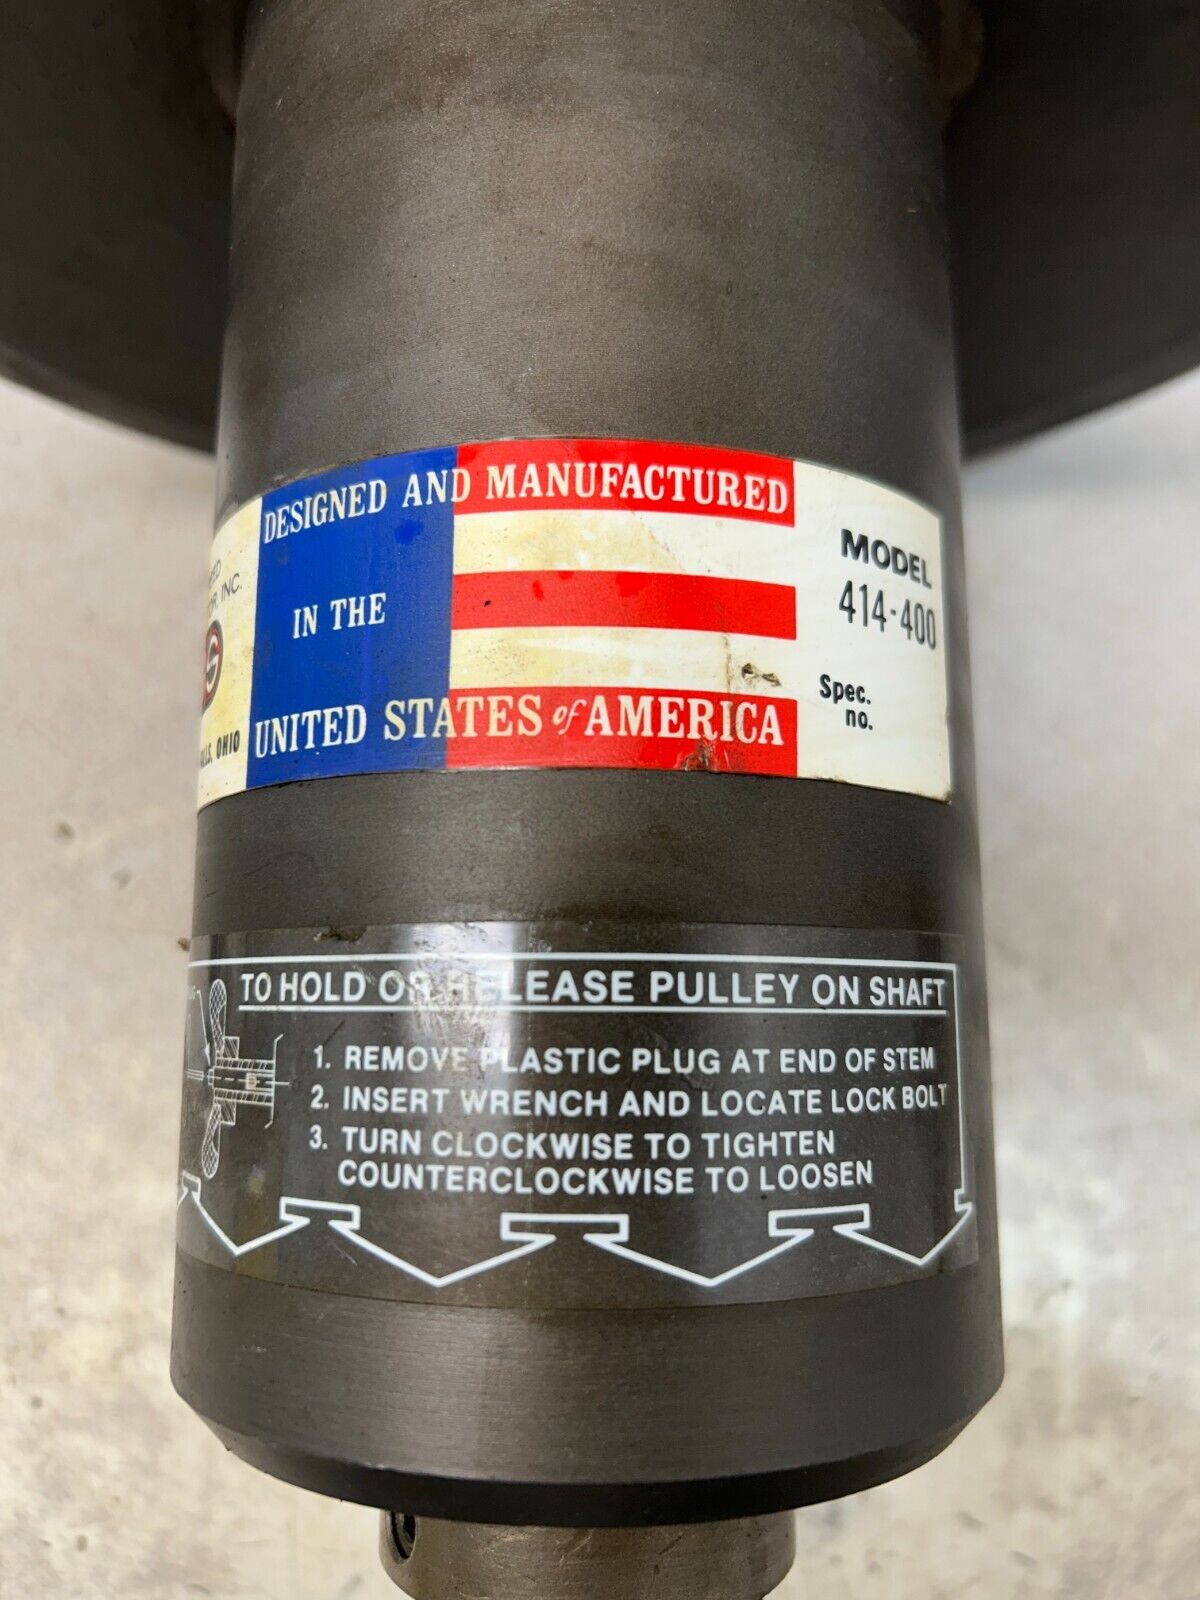 DESIGNED AND MANUFACTURED
IN THE
UNITED STATES of AMERICA
INC.
OHIO
MODEL
414-400
Spec.
no.
TO HOLD OR RELEASE PULLEY ON SHAFT
1. REMOVE PLASTIC PLUG AT END OF STEM
2. INSERT WRENCH AND LOCATE LOCK BOLT
3. TURN CLOCKWISE TO TIGHTEN
COUNTERCLOCKWISE TO LOOSEN